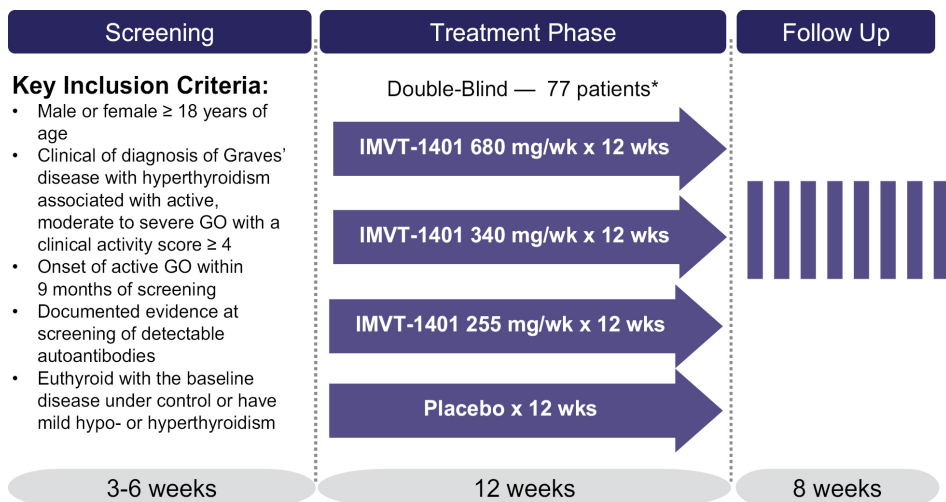 Screening
Treatment Phase
Follow Up
Key Inclusion Criteria:
• Male or female ≥ 18 years of
age
• Clinical of diagnosis of Graves’
disease with hyperthyroidism
associated with active,
moderate to severe GO with a
clinical activity score ≥ 4
• Onset of active GO within
9 months of screening
• Documented evidence at
screening of detectable
autoantibodies
• Euthyroid with the baseline
disease under control or have
mild hypo- or hyperthyroidism
Double-Blind — 77 patients*
IMVT-1401 680 mg/wk x 12 wks
IMVT-1401 340 mg/wk x 12 wks
IMVT-1401 255 mg/wk x 12 wks
Placebo x 12 wks
3-6 weeks
12 weeks
8 weeks